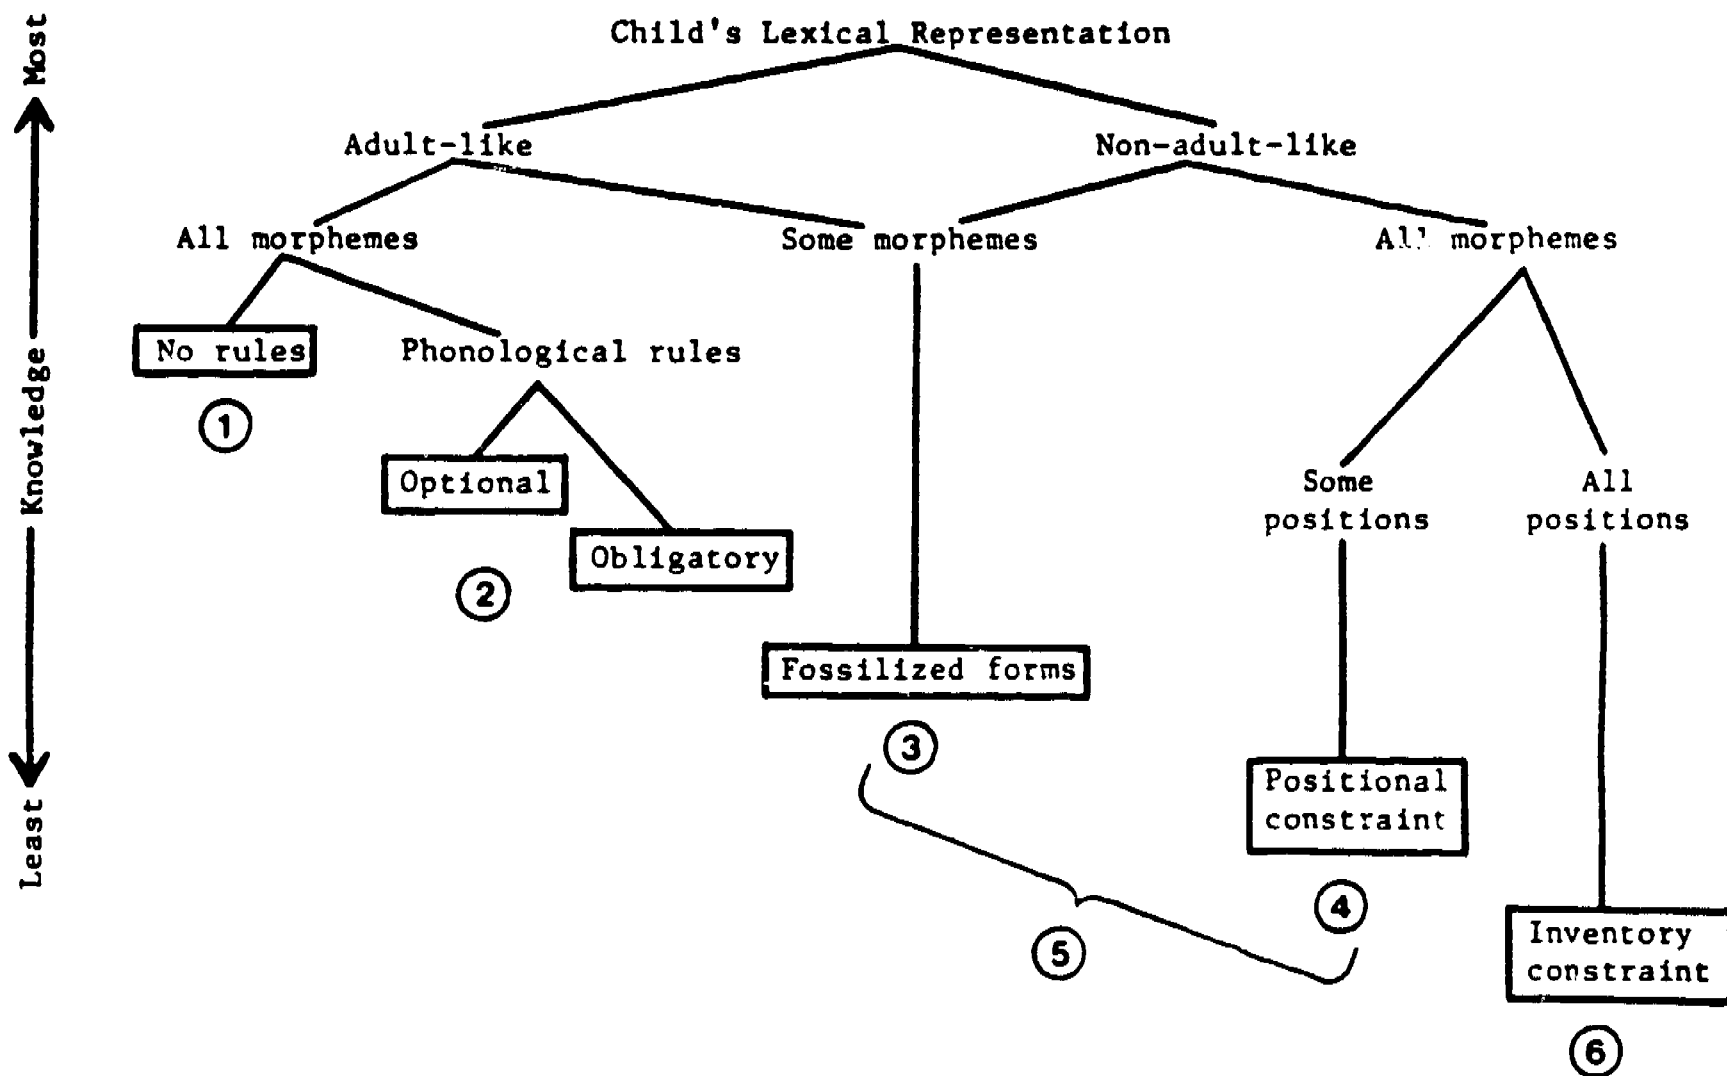 Child's Lexical Representation
Most
Knowledge
Least
Adult-like
Non-adult-like
All morphemes
Some morphemes
All morphemes
No rules
Phonological rules
1
Optional
Obligatory
2
Some
positions
All
positions
Fossilized forms
3
Positional
constraint
4
5
Inventory
constraint
6